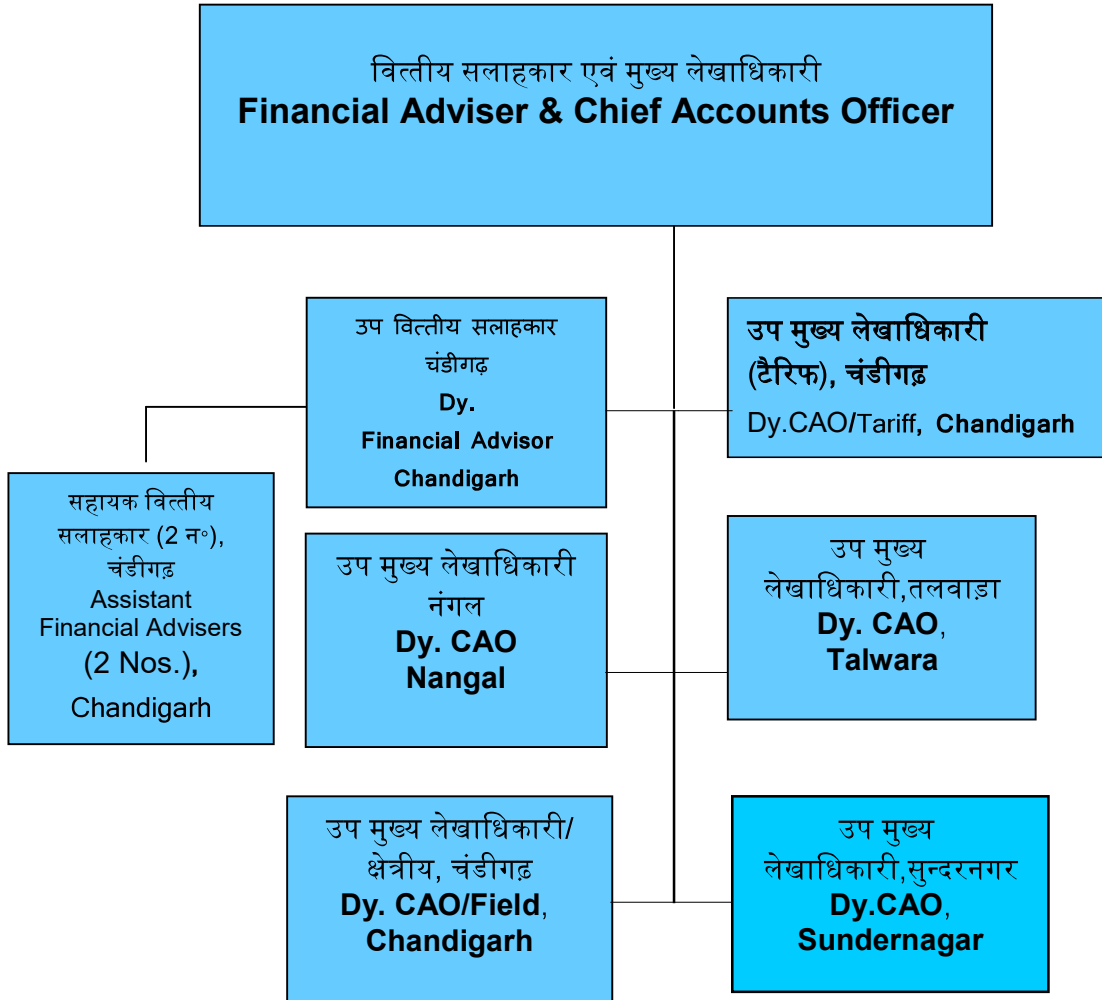 वित्तीय सलाहकार एवं मुख्य लेखाधिकारी
Financial Adviser & Chief Accounts Officer
उप वित्तीय सलाहकार
चंडीगढ़
Dy.
Financial Advisor
Chandigarh
उप मुख्य लेखाधिकारी
(टैरिफ), चंडीगढ़
Dy.CAO/Tariff, Chandigarh
सहायक वित्तीय
सलाहकार (2 न॰),
चंडीगढ़
Assistant
Financial Advisers
(2 Nos.),
Chandigarh
उप मुख्य लेखाधिकारी
नंगल
Dy. CAO
Nangal
उप मुख्य
लेखाधिकारी,तलवाड़ा
Dy. CAO,
Talwara
उप मुख्य लेखाधिकारी/
क्षेत्रीय, चंडीगढ़
Dy. CAO/Field,
Chandigarh
उप मुख्य
लेखाधिकारी,सुन्दरनगर
Dy.CAO,
Sundernagar